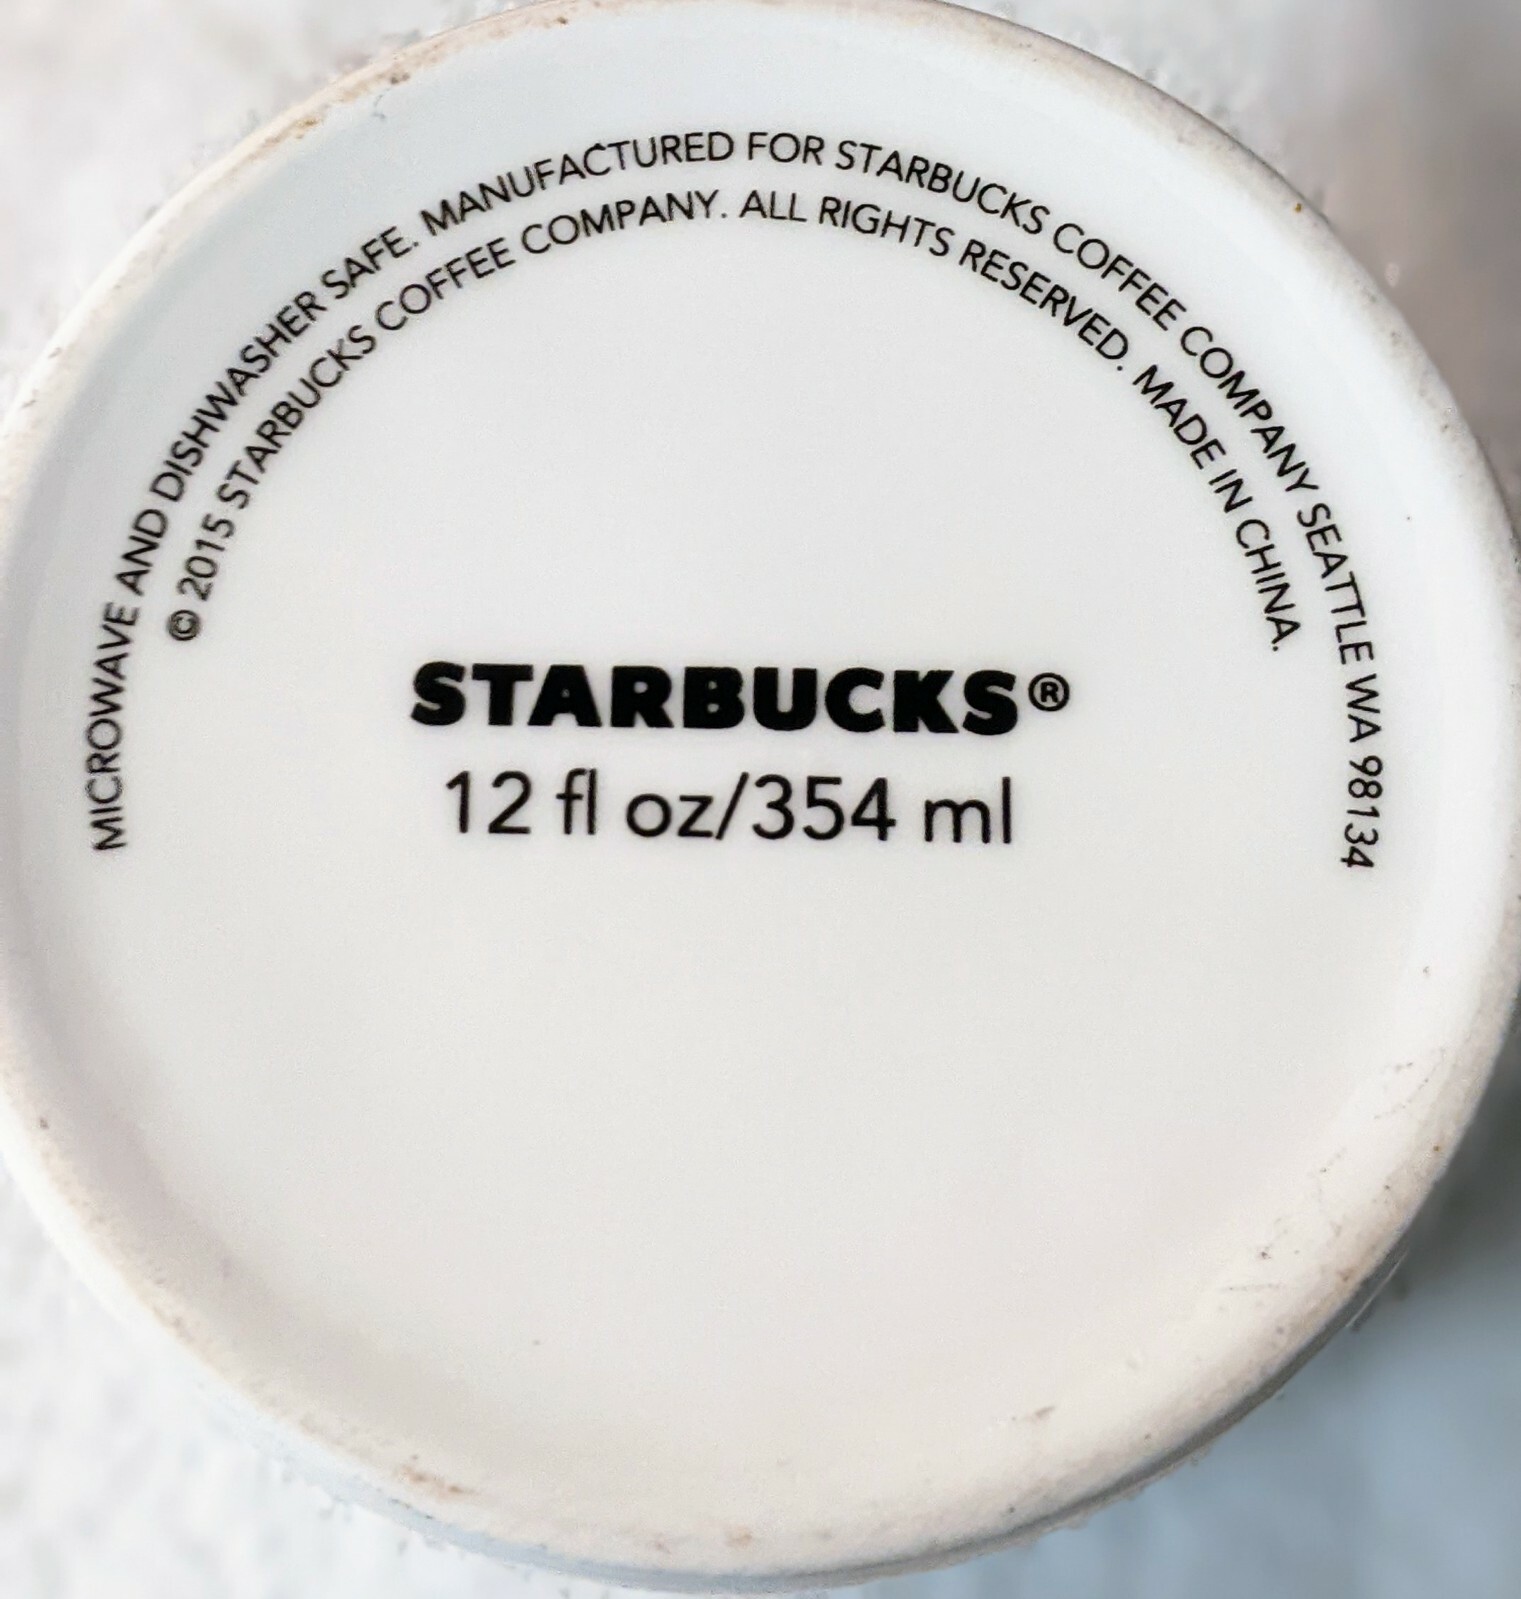 MICROWAVE AND DISHWASHER SAFE. MANUFACTURED FOR STARBUCKS COFFEE COMPANY SEATTLE WA 98134
© 2015 STARBUCKS COFFEE COMPANY. ALL RIGHTS RESERVED. MADE IN CHINA.
STARBUCKS®
12 fl oz/354 ml